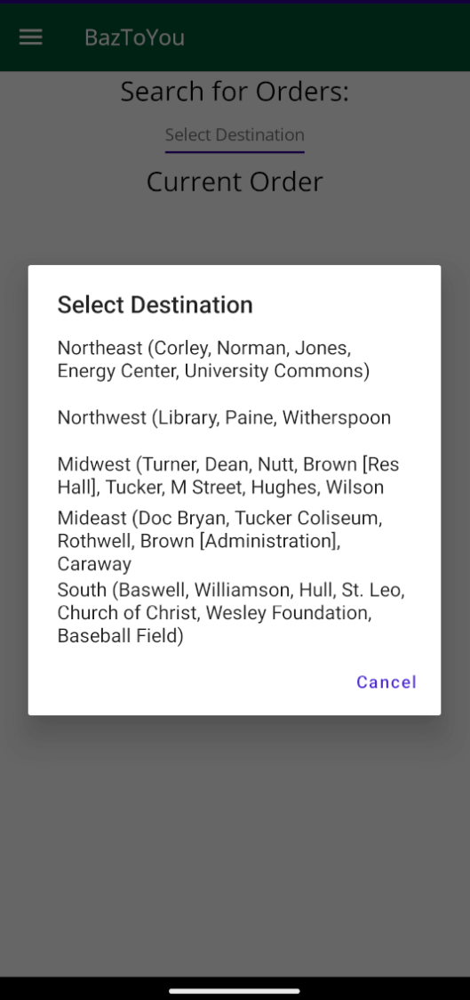 BazToYou
Search for Orders:
Select Destination
Current Order
Select Destination
Northeast (Corley, Norman, Jones,
Energy Center, University Commons)
Northwest (Library, Paine, Witherspoon
Midwest (Turner, Dean, Nutt, Brown [Res
Hall], Tucker, M Street, Hughes, Wilson
Mideast (Doc Bryan, Tucker Coliseum,
Rothwell, Brown [Administration],
Caraway
South (Baswell, Williamson, Hull, St. Leo,
Church of Christ, Wesley Foundation,
Baseball Field)
Cancel